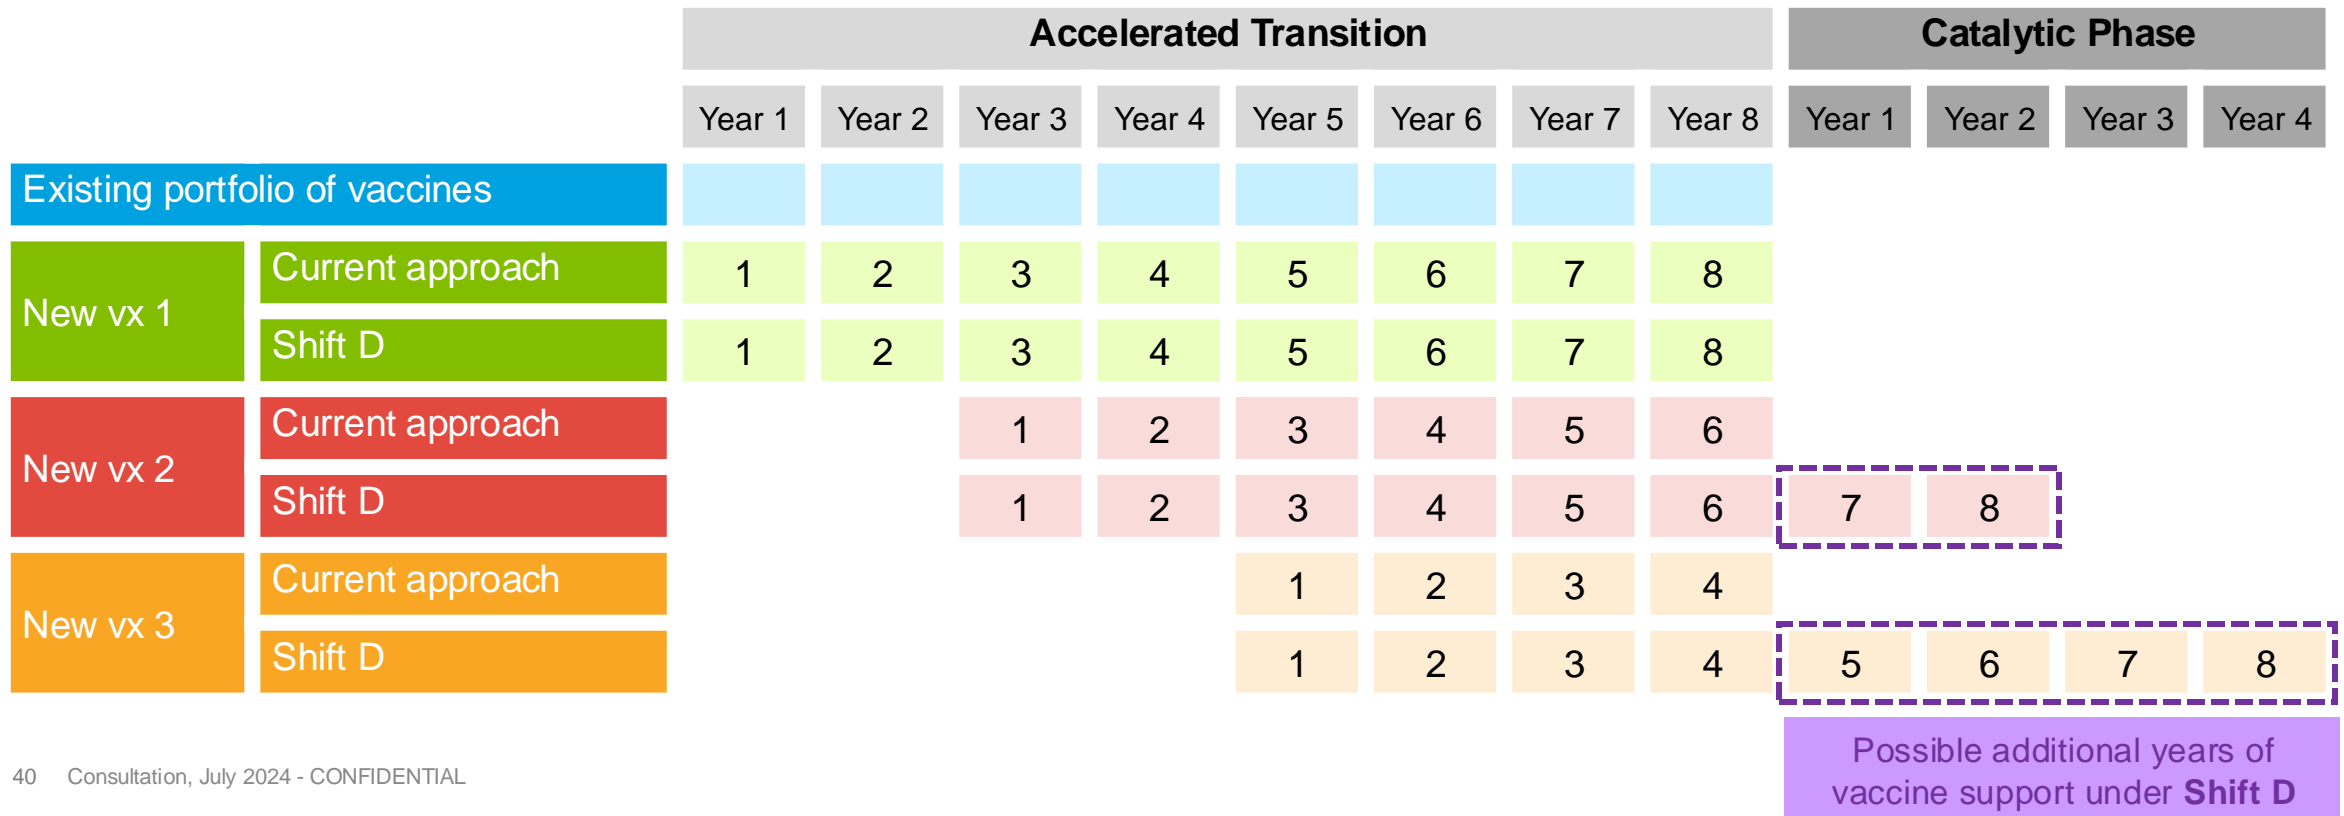 Accelerated Transition Catalytic Phase
Year 1 Year 2 Year 3 Year 4 Year 5 Year 6 Year 7 Year 8 Year 1 Year 2 Year 3 Year 4
Existing portfolio of vaccines
New vx 1
Current approach 1 2 3 4 5 6 7 8
Shift D 1 2 3 4 5 6 7 8
New vx 2
Current approach 1 2 3 4 5 6
Shift D 1 2 3 4 5 6 7 8
New vx 3
Current approach 1 2 3 4
Shift D 1 2 3 4 5 6 7 8
Possible additional years of
vaccine support under Shift D
40 Consultation, July 2024 - CONFIDENTIAL